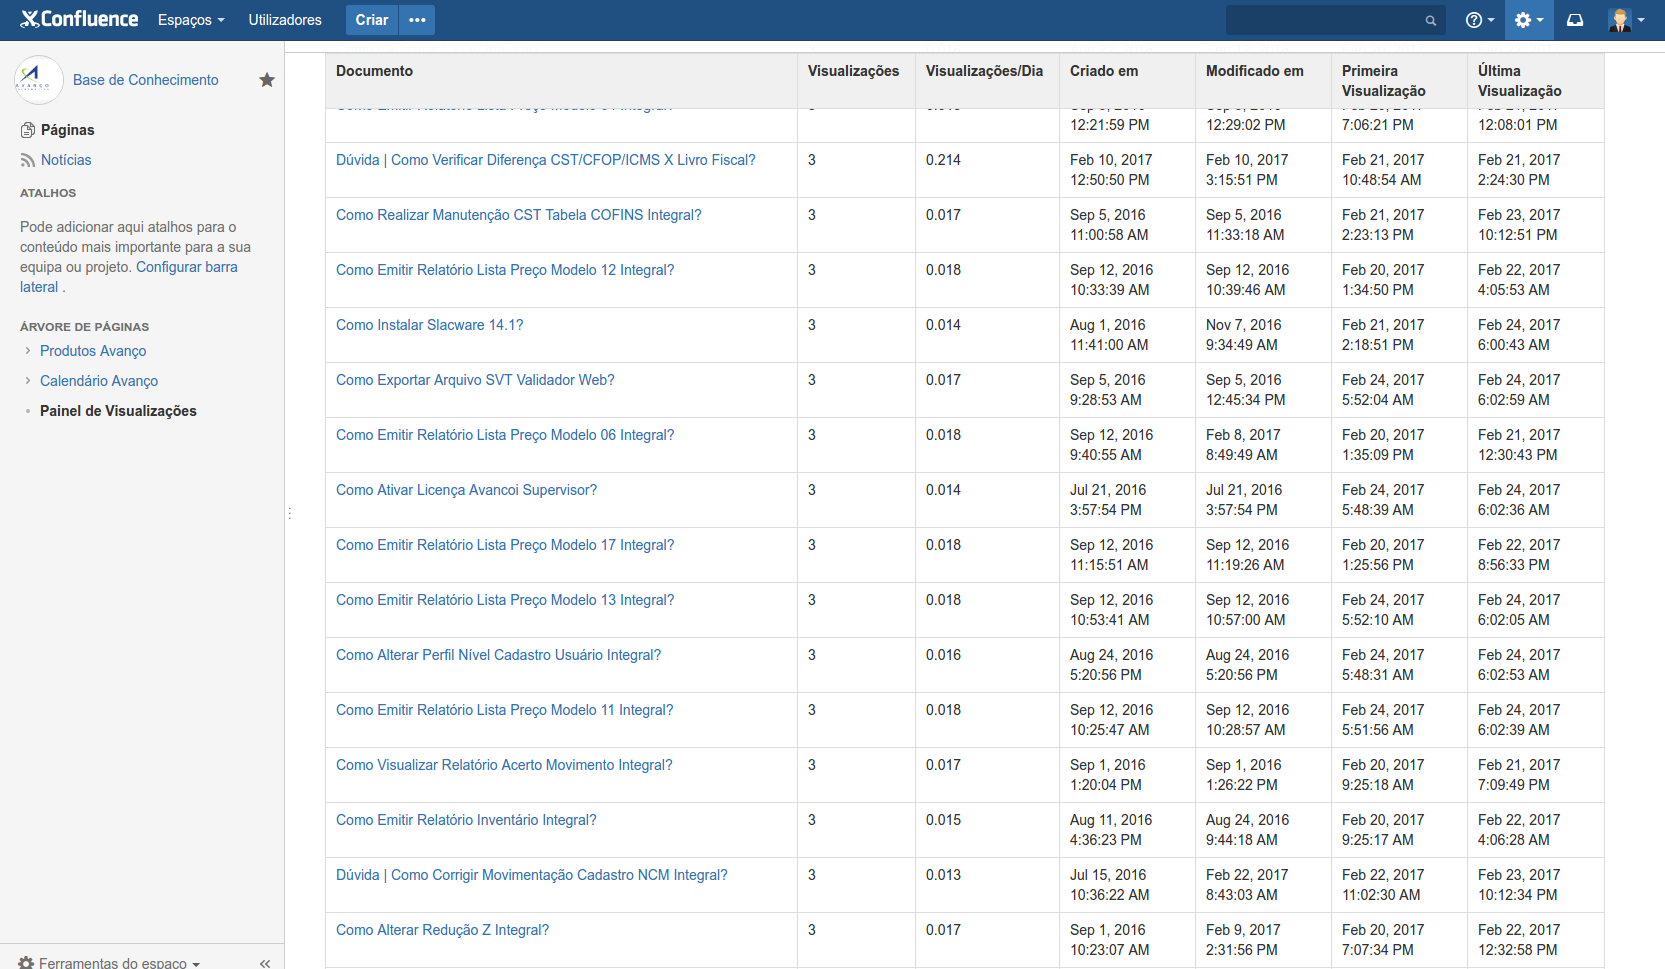 Confluence Espaços Utilizadores Criar •••
Base de Conhecimento
Páginas
Notícias
ATALHOS
Pode adicionar aqui atalhos para o
conteúdo mais importante para a sua
equipa ou projeto. Configurar barra
lateral .
ÁRVORE DE PÁGINAS
Produtos Avanço
Calendário Avanço
Painel de Visualizações
Ferramentas do espaço
Documento Visualizações Visualizações/Dia Criado em Modificado em Primeira Visualização Última Visualização
12:21:59 PM 12:29:02 PM 7:06:21 PM 12:08:01 PM
Dúvida | Como Verificar Diferença CST/CFOP/ICMS X Livro Fiscal? 3 0.214 Feb 10, 2017 Feb 10, 2017 Feb 21, 2017 Feb 21, 2017
12:50:50 PM 3:15:51 PM 10:48:54 AM 2:24:30 PM
Como Realizar Manutenção CST Tabela COFINS Integral? 3 0.017 Sep 5, 2016 Sep 5, 2016 Feb 21, 2017 Feb 23, 2017
11:00:58 AM 11:33:18 AM 2:23:13 PM 10:12:51 PM
Como Emitir Relatório Lista Preço Modelo 12 Integral? 3 0.018 Sep 12, 2016 Sep 12, 2016 Feb 20, 2017 Feb 22, 2017
10:33:39 AM 10:39:46 AM 1:34:50 PM 4:05:53 AM
Como Instalar Slacware 14.1? 3 0.014 Aug 1, 2016 Nov 7, 2016 Feb 21, 2017 Feb 24, 2017
11:41:00 AM 9:34:49 AM 2:18:51 PM 6:00:43 AM
Como Exportar Arquivo SVT Validador Web? 3 0.017 Sep 5, 2016 Sep 5, 2016 Feb 24, 2017 Feb 24, 2017
9:28:53 AM 12:45:34 PM 5:52:04 AM 6:02:59 AM
Como Emitir Relatório Lista Preço Modelo 06 Integral? 3 0.018 Sep 12, 2016 Feb 8, 2017 Feb 20, 2017 Feb 21, 2017
9:40:55 AM 8:49:49 AM 1:35:09 PM 12:30:43 PM
Como Ativar Licença Avancoi Supervisor? 3 0.014 Jul 21, 2016 Jul 21, 2016 Feb 24, 2017 Feb 24, 2017
3:57:54 PM 3:57:54 PM 5:48:39 AM 6:02:36 AM
Como Emitir Relatório Lista Preço Modelo 17 Integral? 3 0.018 Sep 12, 2016 Sep 12, 2016 Feb 20, 2017 Feb 22, 2017
11:15:51 AM 11:19:26 AM 1:25:56 PM 8:56:33 PM
Como Emitir Relatório Lista Preço Modelo 13 Integral? 3 0.018 Sep 12, 2016 Sep 12, 2016 Feb 24, 2017 Feb 24, 2017
10:53:41 AM 10:57:00 AM 5:52:10 AM 6:02:05 AM
Como Alterar Perfil Nível Cadastro Usuário Integral? 3 0.016 Aug 24, 2016 Aug 24, 2016 Feb 24, 2017 Feb 24, 2017
5:20:56 PM 5:20:56 PM 5:48:31 AM 6:02:53 AM
Como Emitir Relatório Lista Preço Modelo 11 Integral? 3 0.018 Sep 12, 2016 Sep 12, 2016 Feb 24, 2017 Feb 24, 2017
10:25:47 AM 10:28:57 AM 5:51:56 AM 6:02:39 AM
Como Visualizar Relatório Acerto Movimento Integral? 3 0.017 Sep 1, 2016 Sep 1, 2016 Feb 20, 2017 Feb 21, 2017
1:20:04 PM 1:26:22 PM 9:25:18 AM 7:09:49 PM
Como Emitir Relatório Inventário Integral? 3 0.015 Aug 11, 2016 Aug 24, 2016 Feb 20, 2017 Feb 22, 2017
4:36:23 PM 9:44:18 AM 9:25:17 AM 4:06:28 AM
Dúvida | Como Corrigir Movimentação Cadastro NCM Integral? 3 0.013 Jul 15, 2016 Feb 22, 2017 Feb 22, 2017 Feb 23, 2017
10:36:22 AM 8:43:03 AM 11:02:30 AM 10:12:34 PM
Como Alterar Redução Z Integral? 3 0.017 Sep 1, 2016 Feb 9, 2017 Feb 20, 2017 Feb 22, 2017
10:23:07 AM 2:31:56 PM 7:07:34 PM 12:32:58 PM